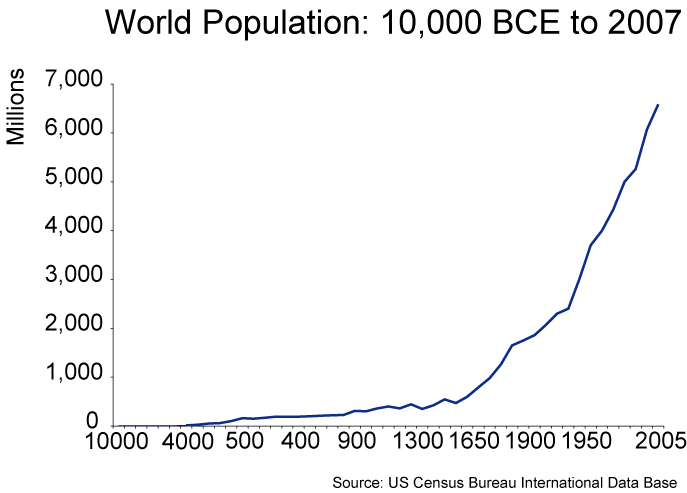 World Population: 10,000 BCE to 2007
Millions
7,000
6,000
5,000
4,000
3,000
2,000
1,000
0
10000 4000 500 400 900 1300 1650 1900 1950 2005
Source: US Census Bureau International Data Base